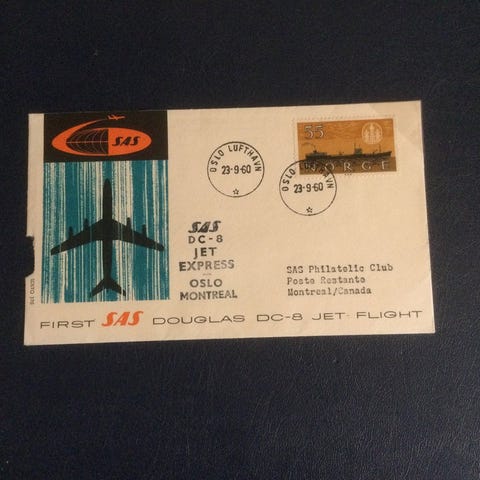 SAS
OSLO LUFTHAVN
23-9-60
55
NORGE
OSLO LUFTHAVN
23-9-60
SAS
DC-8
JET
EXPRESS
OSLO
MONTREAL
SAS Philatelic Club
Poste Restante
Montreal/Canada
FIRST SAS DOUGLAS DC-8 JET FLIGHT